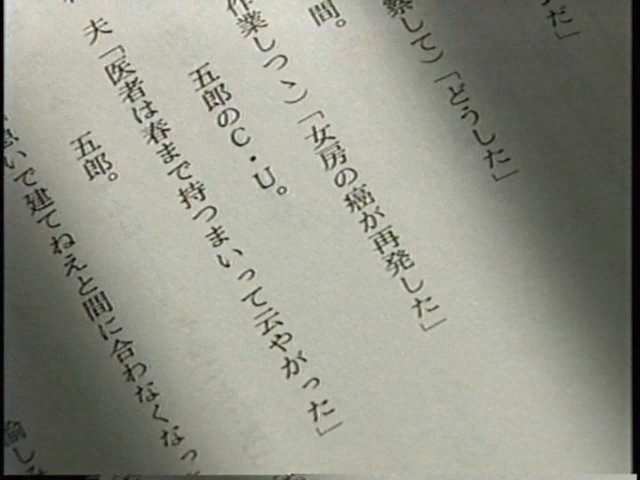 だ」
察して）「どうした」
間。
作業しつつ）「女房の癌が再発した」
五郎のＣ・Ｕ。
夫「医者は春まで持つまいって云やがった」
五郎。
思いで建てねえと間に合わなくなっ